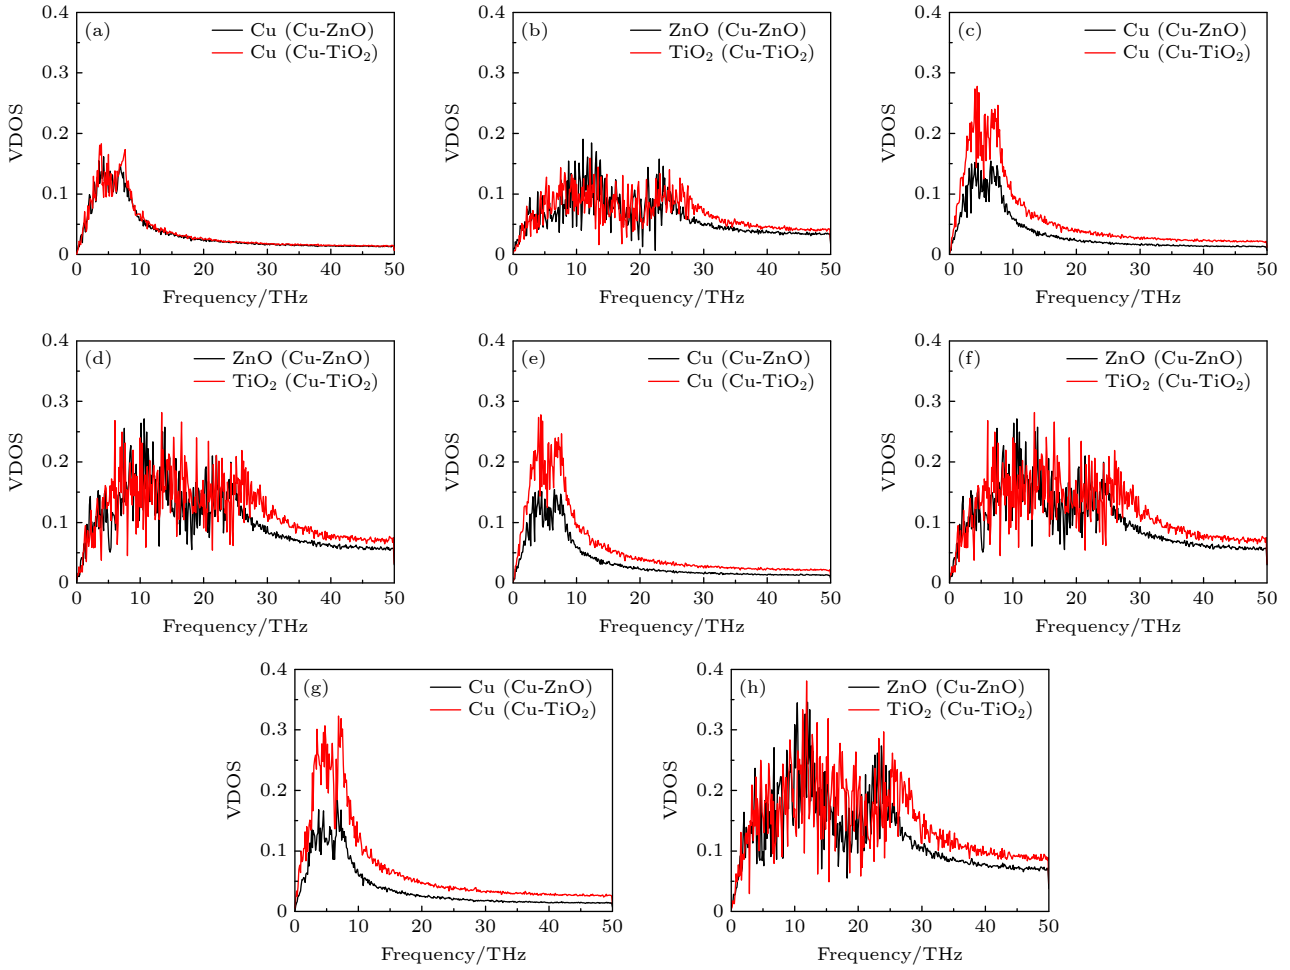 (a)
Cu (Cu-ZnO)
Cu (Cu-TiO₂)
0.4
0.3
0.2
0.1
0
VDOS
0 10 20 30 40 50
Frequency/THz
(b)
ZnO (Cu-ZnO)
TiO₂ (Cu-TiO₂)
0.4
0.3
0.2
0.1
0
VDOS
0 10 20 30 40 50
Frequency/THz
(c)
Cu (Cu-ZnO)
Cu (Cu-TiO₂)
0.4
0.3
0.2
0.1
0
VDOS
0 10 20 30 40 50
Frequency/THz
(d)
ZnO (Cu-ZnO)
TiO₂ (Cu-TiO₂)
0.4
0.3
0.2
0.1
0
VDOS
0 10 20 30 40 50
Frequency/THz
(e)
Cu (Cu-ZnO)
Cu (Cu-TiO₂)
0.4
0.3
0.2
0.1
0
VDOS
0 10 20 30 40 50
Frequency/THz
(f)
ZnO (Cu-ZnO)
TiO₂ (Cu-TiO₂)
0.4
0.3
0.2
0.1
0
VDOS
0 10 20 30 40 50
Frequency/THz
(g)
Cu (Cu-ZnO)
Cu (Cu-TiO₂)
0.4
0.3
0.2
0.1
0
VDOS
0 10 20 30 40 50
Frequency/THz
(h)
ZnO (Cu-ZnO)
TiO₂ (Cu-TiO₂)
0.4
0.3
0.2
0.1
0
VDOS
0 10 20 30 40 50
Frequency/THz